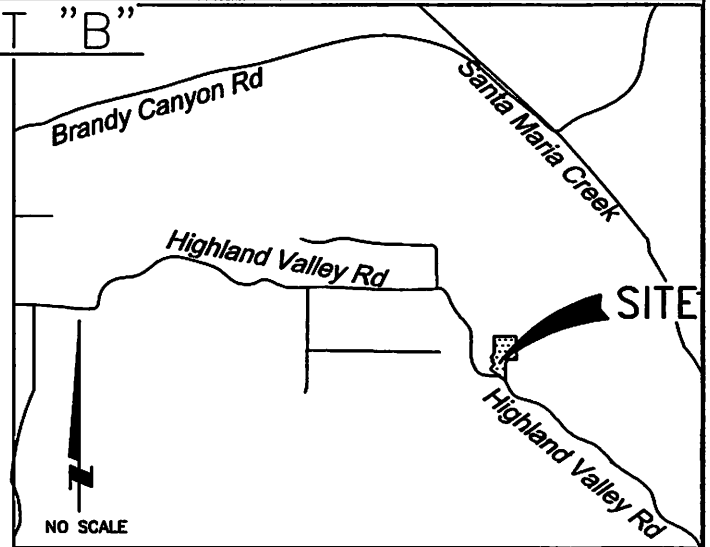 T "B"
Brandy Canyon Rd
Santa Maria Creek
Highland Valley Rd
SITE
Highland Valley Rd
N
NO SCALE